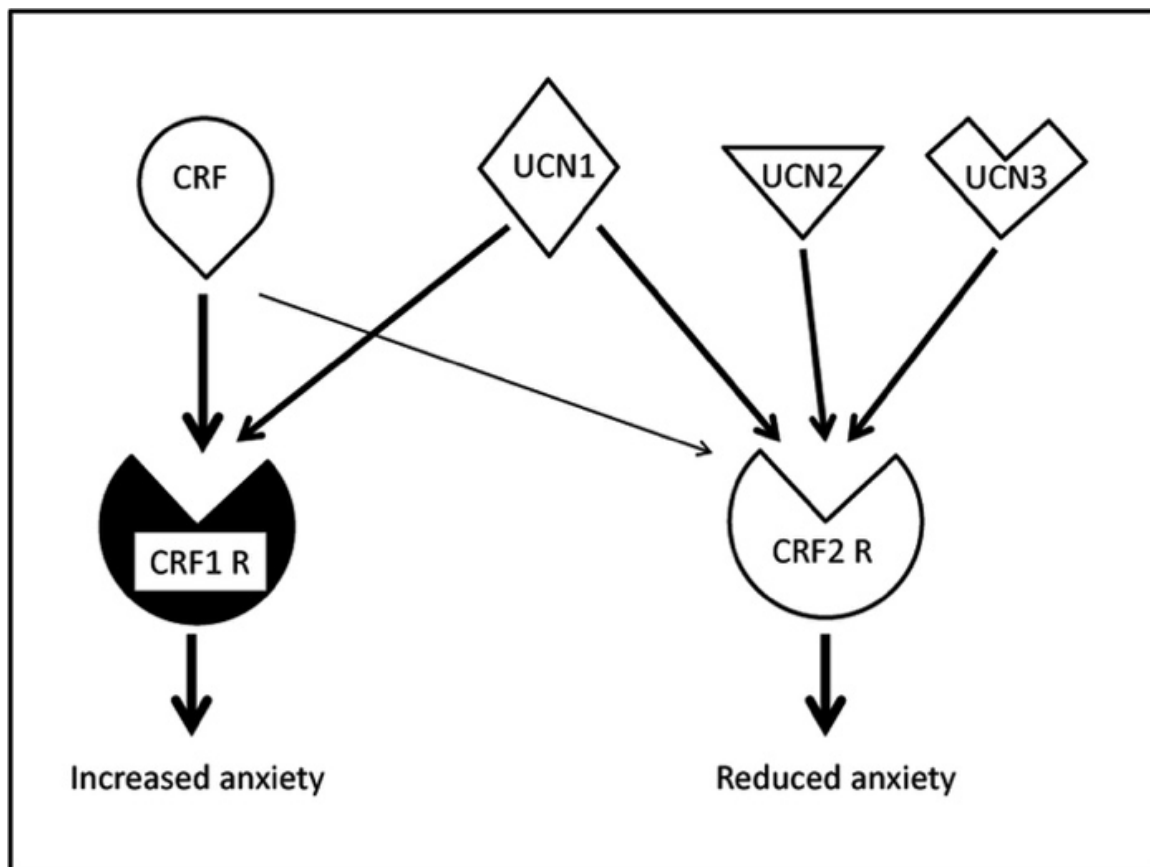 CRF
UCN1
UCN2
UCN3
CRF1 R
CRF2 R
Increased anxiety
Reduced anxiety